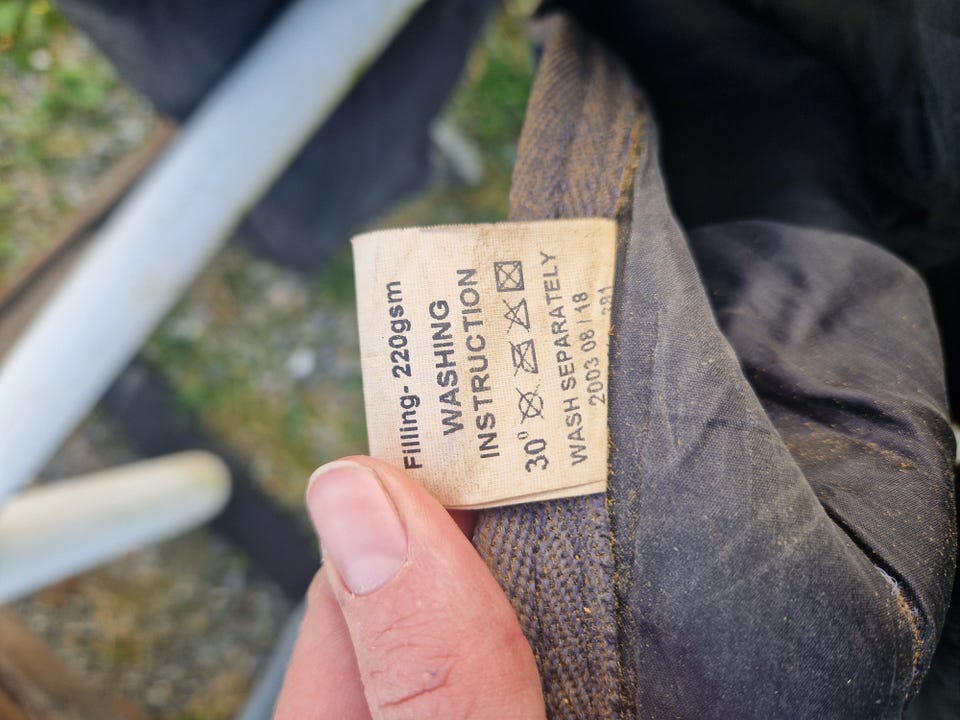 Filling- 220gsm
WASHING
INSTRUCTION
30°
WASH SEPARATELY
2003 08 / 18